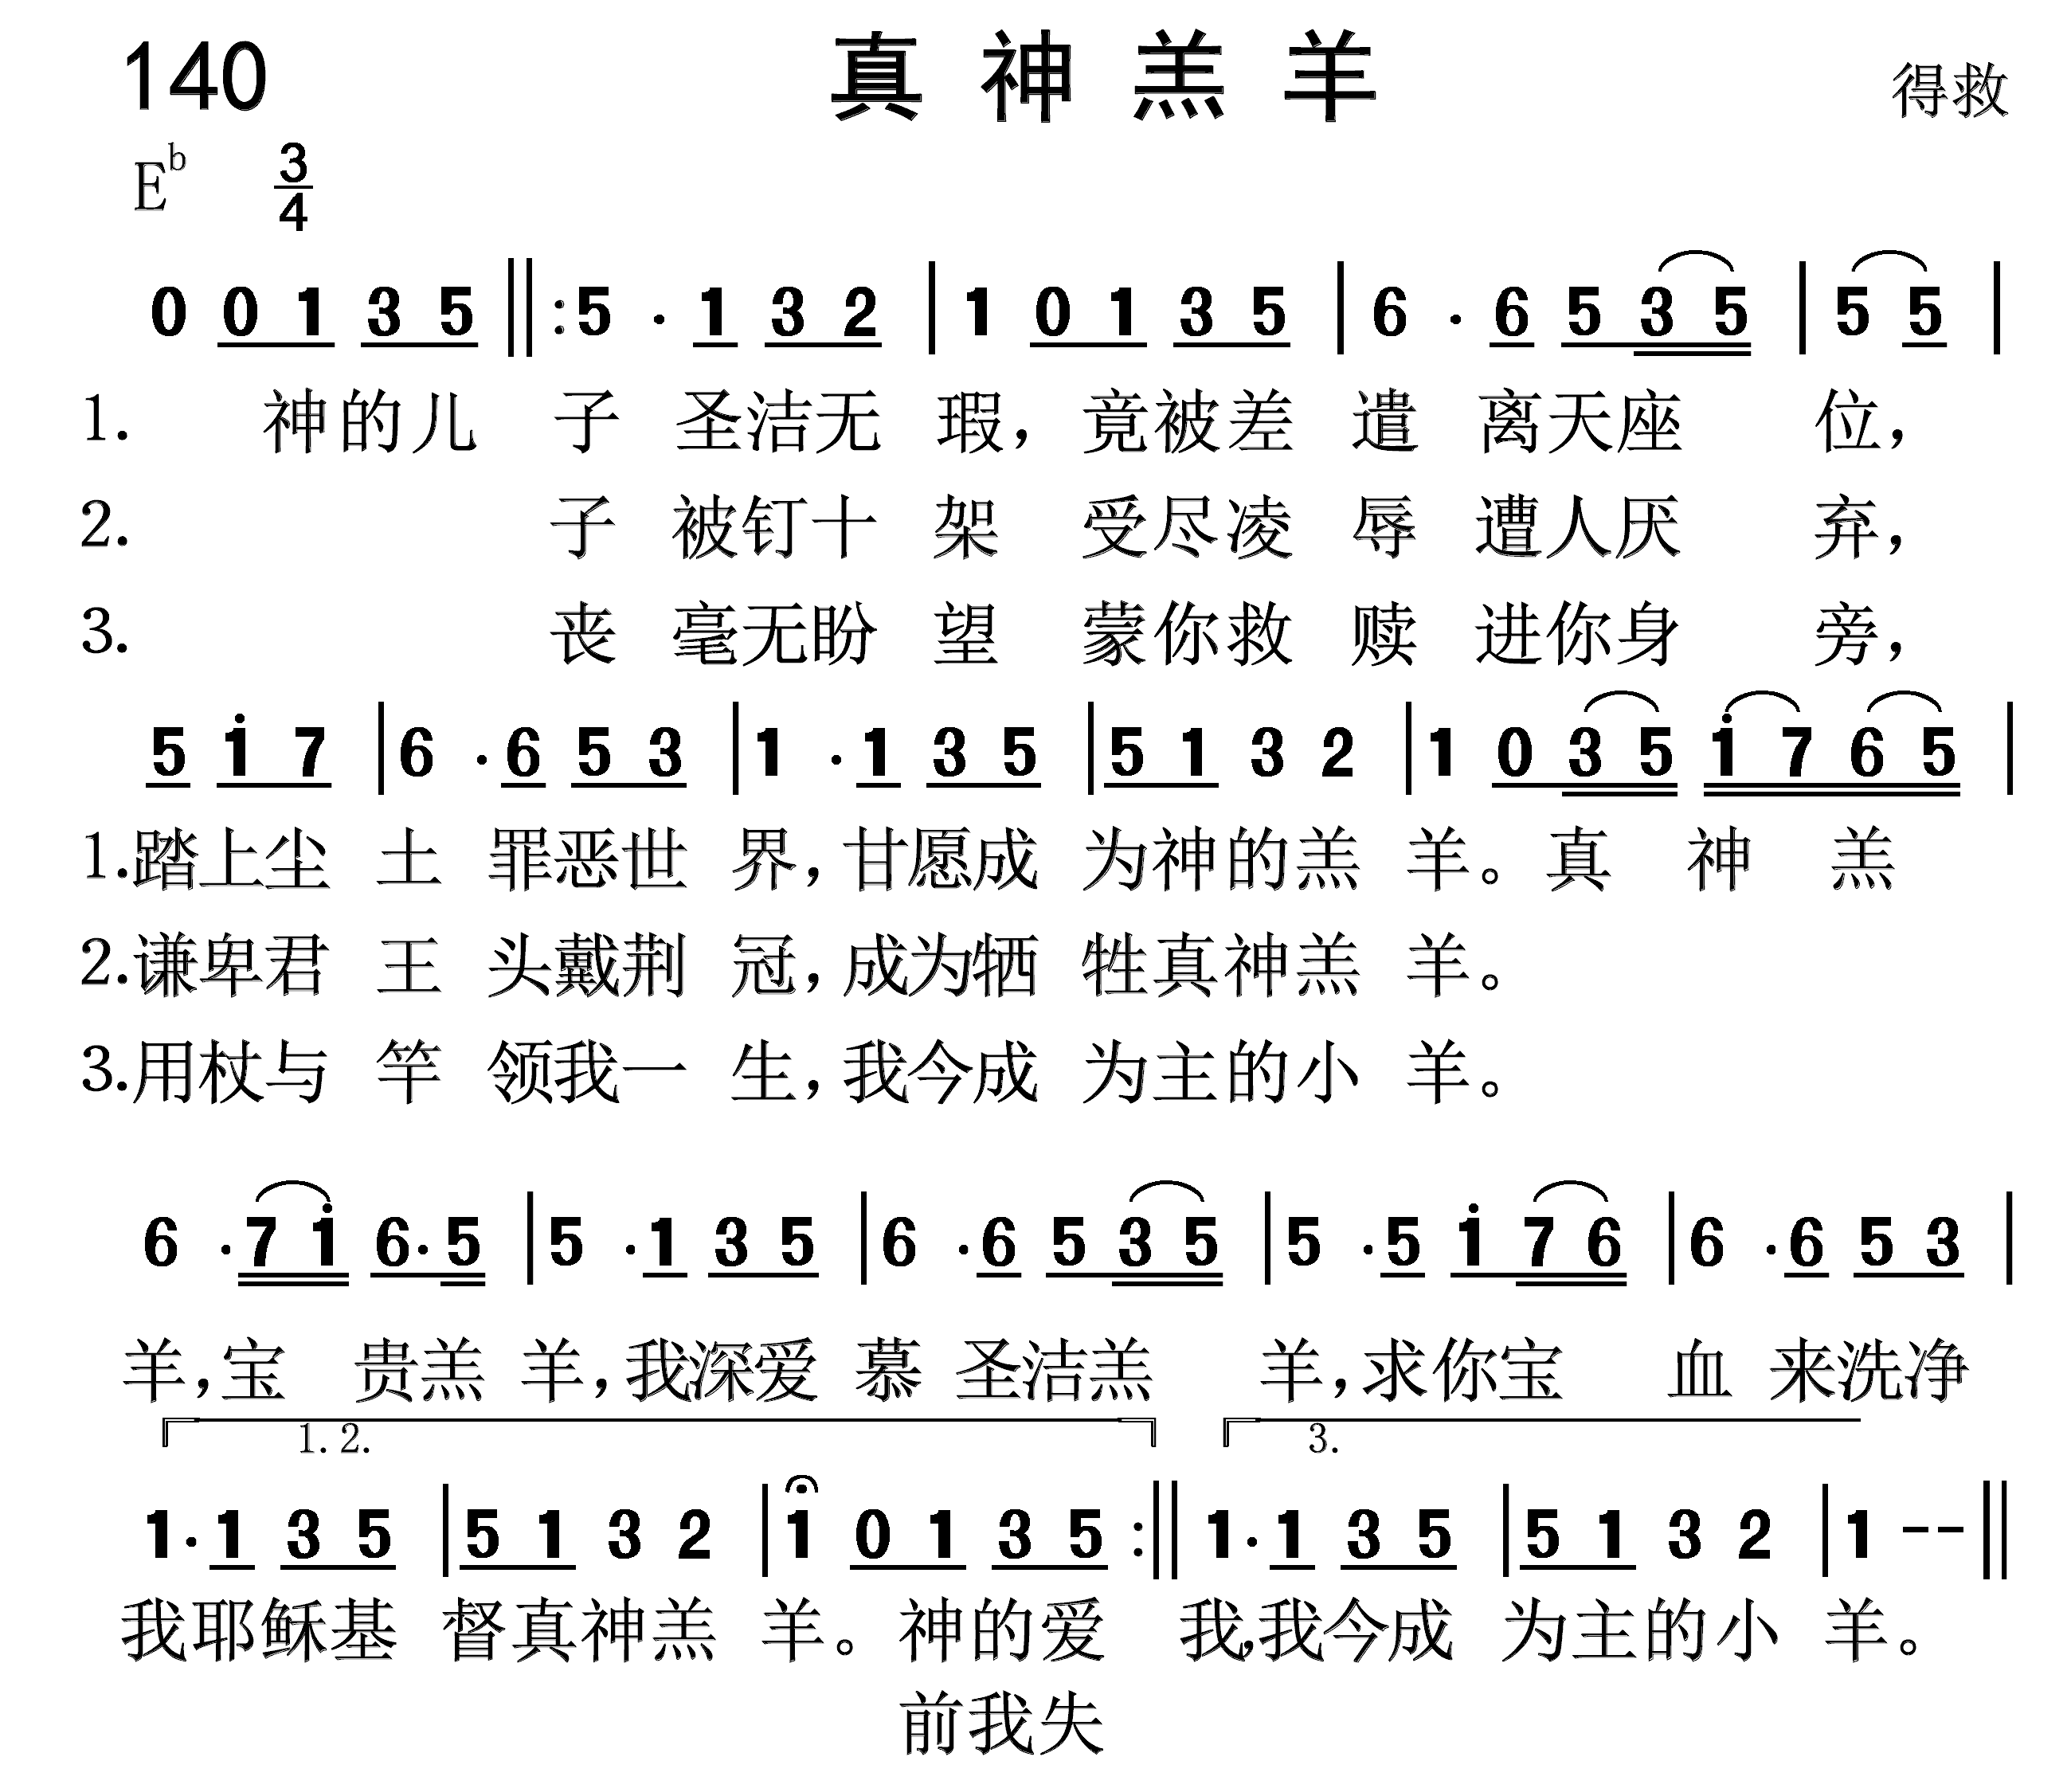 140 真神羔羊 得救
E^b 3/4
0 0 1 3 5 ‖: 5 · 1 3 2 | 1 0 1 3 5 | 6 · 6 5 3 5 | 5 5 |
1. 神的儿 子 圣洁无 瑕，竟被差 遣 离天座 位，
2. 子 被钉十 架 受尽凌 辱 遭人厌 弃，
3. 丧 毫无盼 望 蒙你救 赎 进你身 旁，
5 i 7 | 6 · 6 5 3 | 1 · 1 3 5 | 5 1 3 2 | 1 0 3 5 i 7 6 5 |
1.踏上尘 土 罪恶世 界，甘愿成 为神的羔 羊。真 神 羔
2.谦卑君 王 头戴荆 冠，成为牺 牲真神羔 羊。
3.用杖与 竿 领我一 生，我今成 为主的小 羊。
6 · 7 i 6 · 5 | 5 · 1 3 5 | 6 · 6 5 3 5 | 5 · 5 i 7 6 | 6 · 6 5 3 |
羊，宝 贵羔 羊，我深爱 慕 圣洁羔 羊，求你宝 血 来洗净
1.2. 3.
1 · 1 3 5 | 5 1 3 2 | 1 0 1 3 5 :‖ 1 · 1 3 5 | 5 1 3 2 | 1 -- ‖
我耶稣基 督真神羔 羊。神的爱 我，我今成 为主的小 羊。
前我失